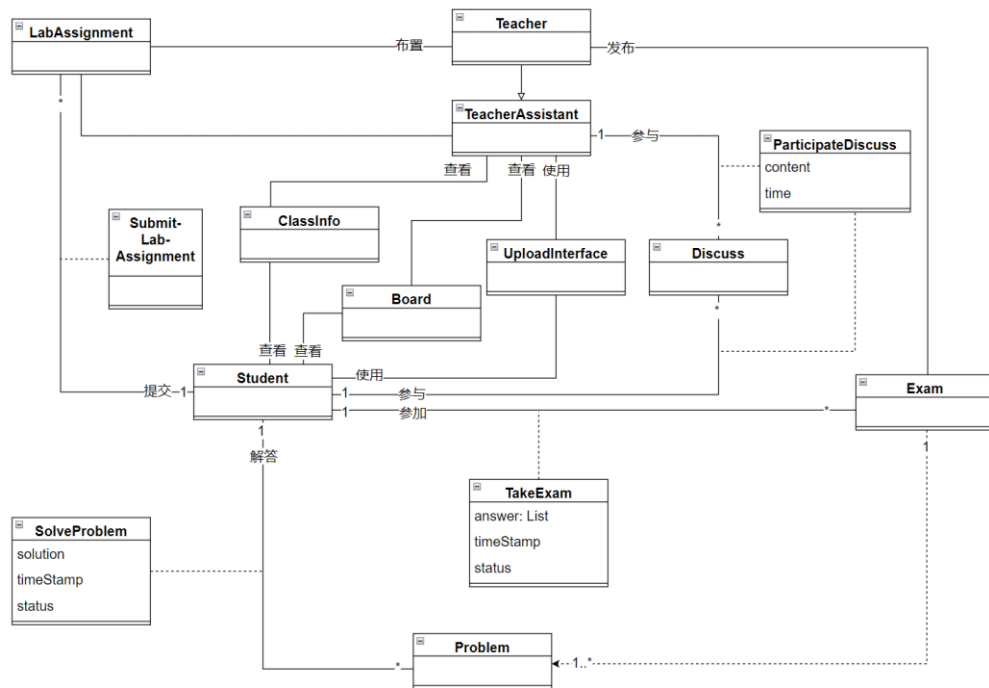 LabAssignment
Teacher
布置
发布
*
TeacherAssistant
1
参与
ParticipateDiscuss
content
time
查看
查看
使用
Submit-
Lab-
Assignment
ClassInfo
*
UploadInterface
Discuss
*
Board
查看
查看
Student
使用
提交
1
1
参与
1
参加
*
Exam
1
解答
1
TakeExam
answer: List
timeStamp
status
SolveProblem
solution
timeStamp
status
Problem
*
1..*